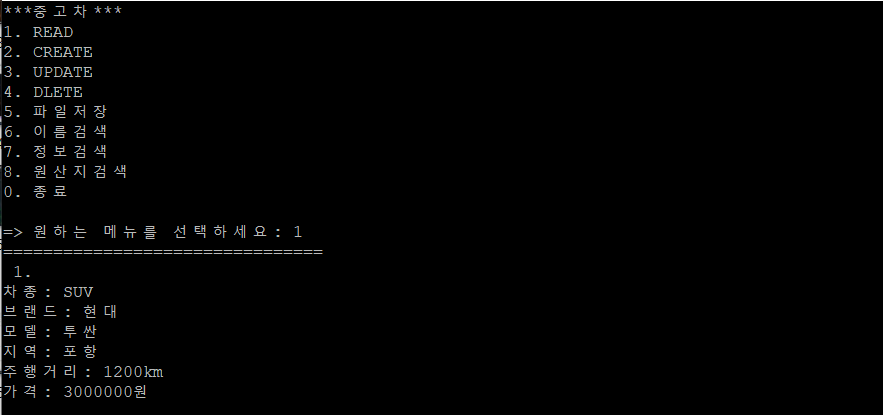 ***중고차***
1. READ
2. CREATE
3. UPDATE
4. DLETE
5. 파일저장
6. 이름검색
7. 정보검색
8. 원산지검색
0. 종료
=> 원하는 메뉴를 선택하세요: 1
================================
1.
차종: SUV
브랜드: 현대
모델: 투싼
지역: 포항
주행거리: 1200km
가격: 3000000원